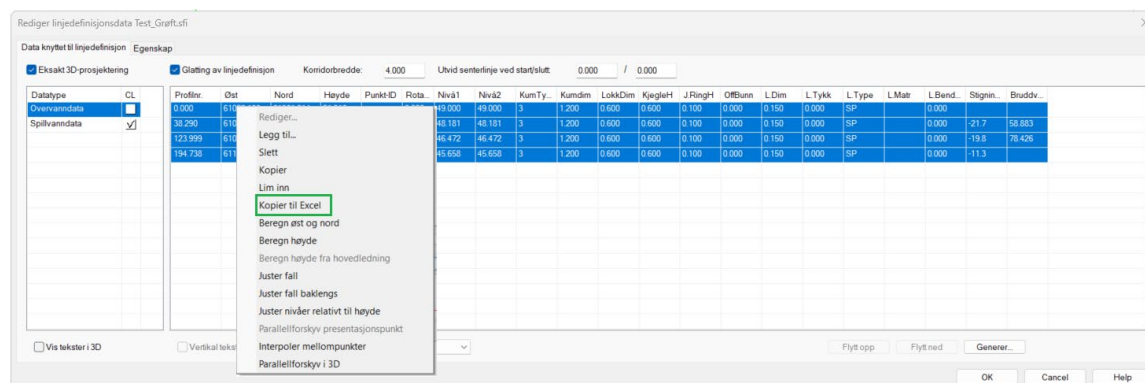 Rediger linjedefinisjonsdata Test_Grøft.sfi
Data knyttet til linjedefinisjon Egenskap
Eksakt 3D-prosjektering Glatting av linjedefinisjon Korridorbredde: 4.000 Utvid senterlinje ved start/slutt: 0.000 / 0.000
Datatype CL Profilnr. Øst Nord Høyde Punkt-ID Rota... Nivå1 Nivå2 KumTy... Kumdim LokkDim KjegleH J.RingH OffBunn L.Dim L.Tykk L.Type L.Matr L.Bend... Stignin... Bruddv...
Overvanndata 0.000 49.000 49.000 3 1.200 0.600 0.600 0.100 0.000 0.150 0.000 SP 0.000
Spillvanndata 38.290 610 48.181 48.181 3 1.200 0.600 0.600 0.100 0.000 0.150 0.000 SP 0.000 -21.7 58.883
123.999 610 46.472 46.472 3 1.200 0.600 0.600 0.100 0.000 0.150 0.000 SP 0.000 -19.8 78.426
194.738 611 45.658 45.658 3 1.200 0.600 0.600 0.100 0.000 0.150 0.000 SP 0.000 -11.3
Rediger...
Legg til...
Slett
Kopier
Lim inn
Kopier til Excel
Beregn øst og nord
Beregn høyde
Beregn høyde fra hovedledning
Juster fall
Juster fall baklengs
Juster nivåer relativt til høyde
Parallellforskyv presentasjonspunkt
Interpoler mellompunkter
Parallellforskyv i 3D
Vis tekster i 3D Vertikal teks Flytt opp Flytt ned Generer...
OK Cancel Help